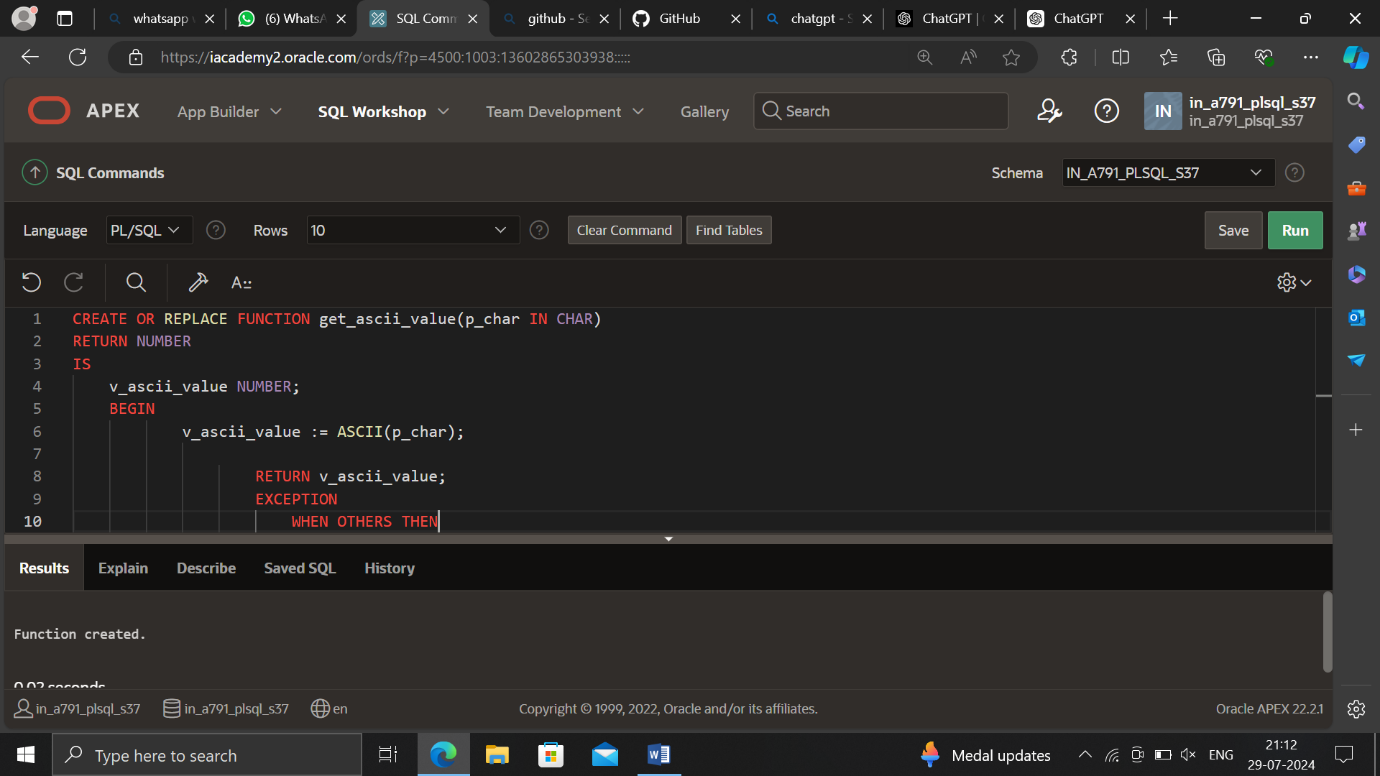 whatsapp
(6) WhatsA
SQL Comm
github - Se
GitHub
chatgpt - S
ChatGPT |
ChatGPT
https://iacademy2.oracle.com/ords/f?p=4500:1003:13602865303938:::::
APEX
App Builder
SQL Workshop
Team Development
Gallery
Search
IN
in_a791_plsql_s37
in_a791_plsql_s37
SQL Commands
Schema
IN_A791_PLSQL_S37
Language
PL/SQL
Rows
10
Clear Command
Find Tables
Save
Run
A::
1 CREATE OR REPLACE FUNCTION get_ascii_value(p_char IN CHAR)
2 RETURN NUMBER
3 IS
4 v_ascii_value NUMBER;
5 BEGIN
6 v_ascii_value := ASCII(p_char);
7
8 RETURN v_ascii_value;
9 EXCEPTION
10 WHEN OTHERS THEN
Results
Explain
Describe
Saved SQL
History
Function created.
0.02 seconds
in_a791_plsql_s37
in_a791_plsql_s37
en
Copyright © 1999, 2022, Oracle and/or its affiliates.
Oracle APEX 22.2.1
Type here to search
Medal updates
ENG
21:12
29-07-2024